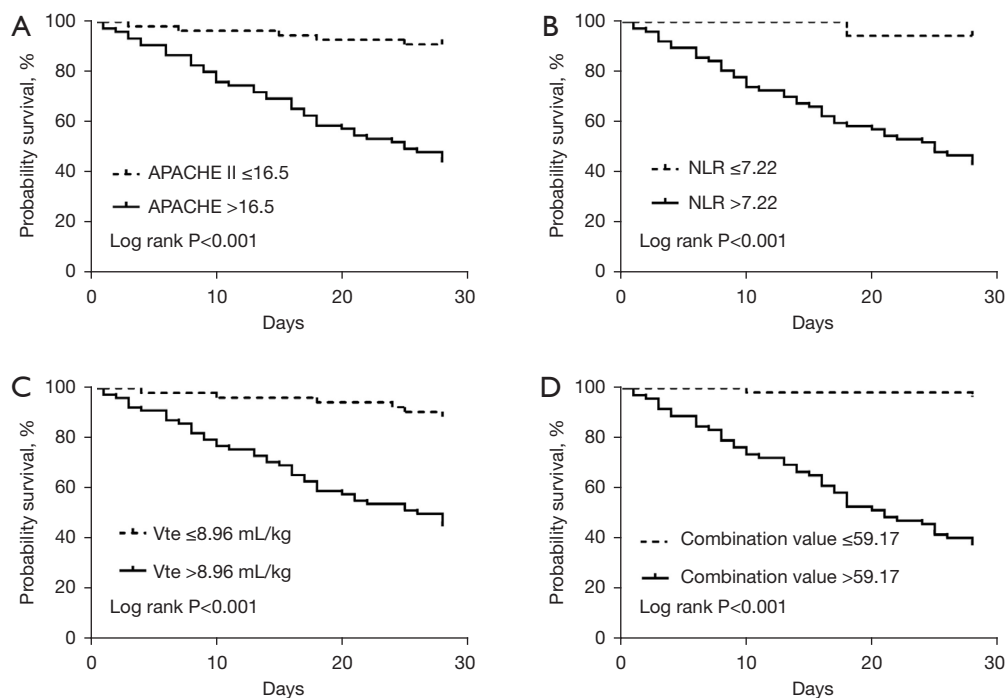 A
Probability survival, %
100
80
60
40
20
0
APACHE II ≤16.5
APACHE >16.5
Log rank P<0.001
0 10 20 30
Days
B
Probability survival, %
100
80
60
40
20
0
NLR ≤7.22
NLR >7.22
Log rank P<0.001
0 10 20 30
Days
C
Probability survival, %
100
80
60
40
20
0
Vte ≤8.96 mL/kg
Vte >8.96 mL/kg
Log rank P<0.001
0 10 20 30
Days
D
Probability survival, %
100
80
60
40
20
0
Combination value ≤59.17
Combination value >59.17
Log rank P<0.001
0 10 20 30
Days